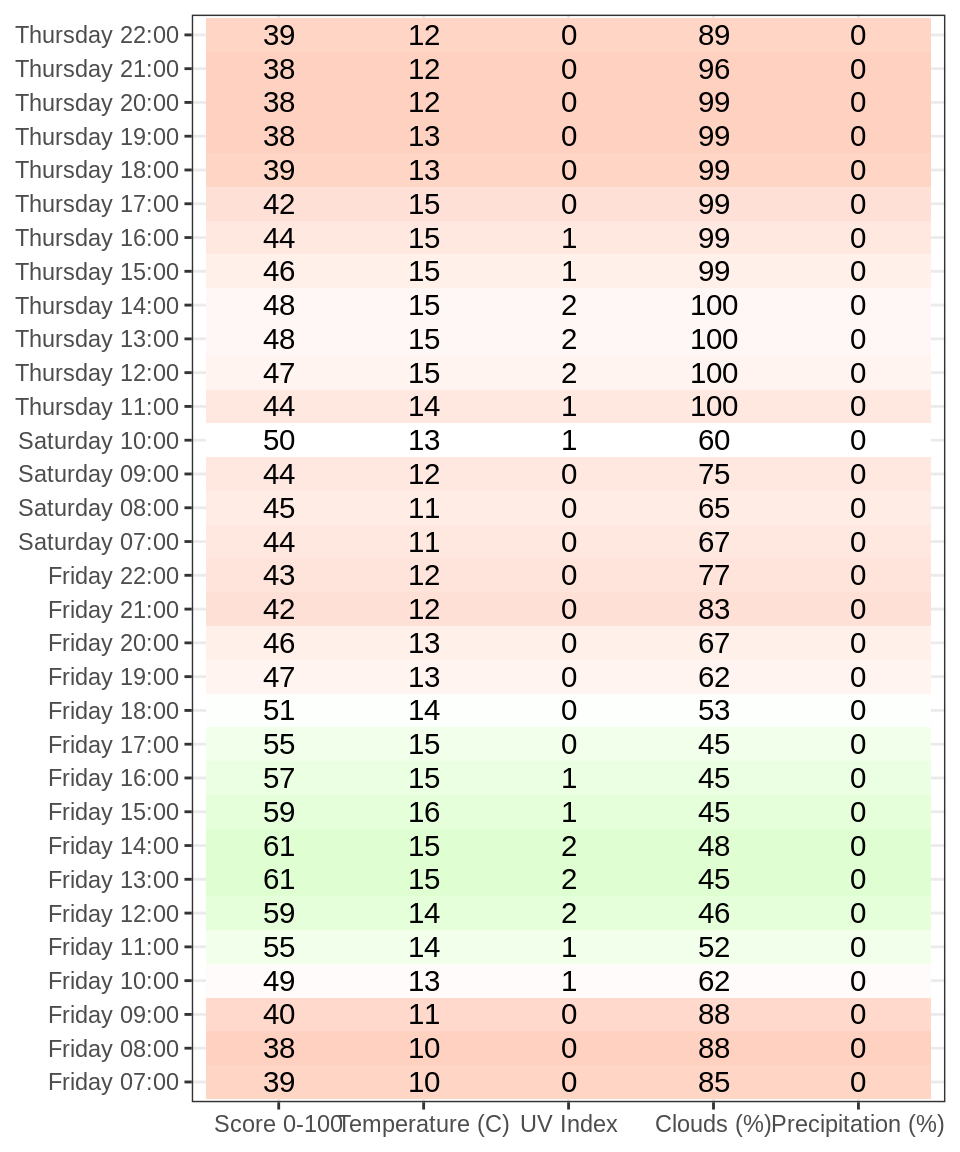 Thursday 22:00 39 12 0 89 0
Thursday 21:00 38 12 0 96 0
Thursday 20:00 38 12 0 99 0
Thursday 19:00 38 13 0 99 0
Thursday 18:00 39 13 0 99 0
Thursday 17:00 42 15 0 99 0
Thursday 16:00 44 15 1 99 0
Thursday 15:00 46 15 1 99 0
Thursday 14:00 48 15 2 100 0
Thursday 13:00 48 15 2 100 0
Thursday 12:00 47 15 2 100 0
Thursday 11:00 44 14 1 100 0
Saturday 10:00 50 13 1 60 0
Saturday 09:00 44 12 0 75 0
Saturday 08:00 45 11 0 65 0
Saturday 07:00 44 11 0 67 0
Friday 22:00 43 12 0 77 0
Friday 21:00 42 12 0 83 0
Friday 20:00 46 13 0 67 0
Friday 19:00 47 13 0 62 0
Friday 18:00 51 14 0 53 0
Friday 17:00 55 15 0 45 0
Friday 16:00 57 15 1 45 0
Friday 15:00 59 16 1 45 0
Friday 14:00 61 15 2 48 0
Friday 13:00 61 15 2 45 0
Friday 12:00 59 14 2 46 0
Friday 11:00 55 14 1 52 0
Friday 10:00 49 13 1 62 0
Friday 09:00 40 11 0 88 0
Friday 08:00 38 10 0 88 0
Friday 07:00 39 10 0 85 0
Score 0-100 Temperature (C) UV Index Clouds (%) Precipitation (%)